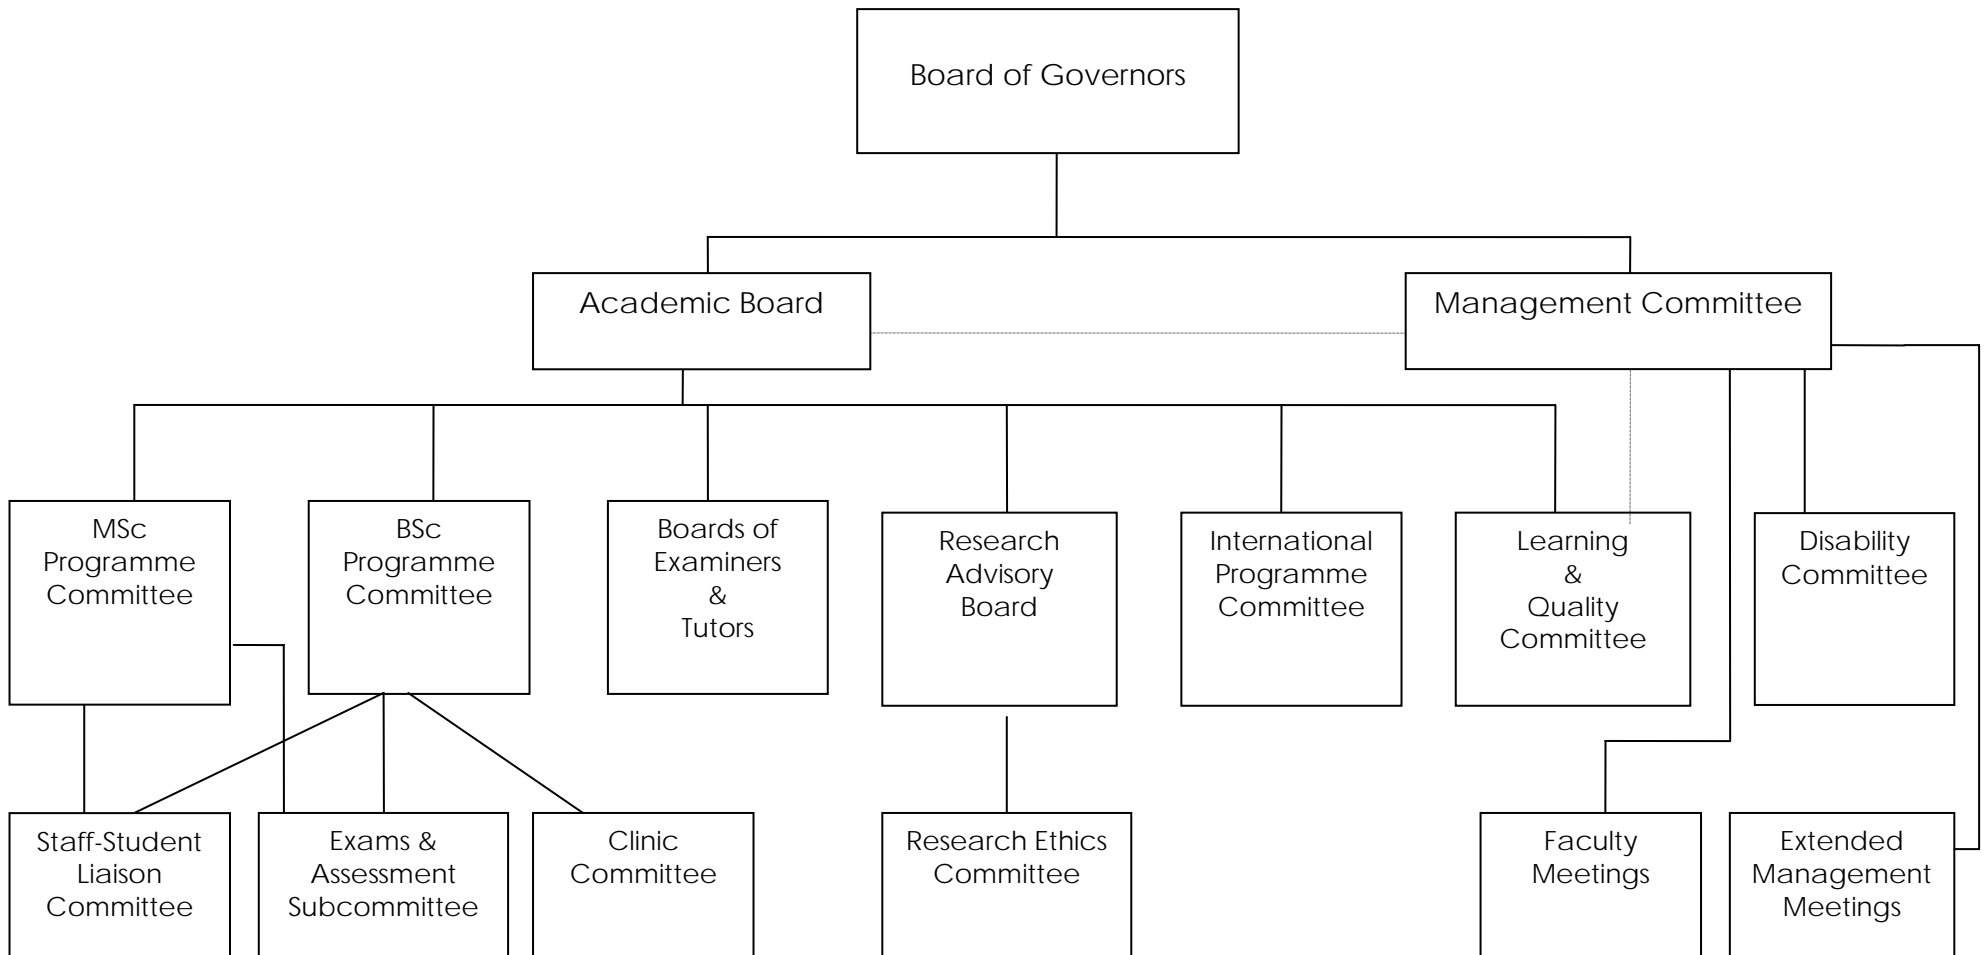 Board of Governors
Academic Board
Management Committee
MSc
Programme
Committee
BSc
Programme
Committee
Boards of
Examiners
&
Tutors
Research
Advisory
Board
International
Programme
Committee
Learning
&
Quality
Committee
Disability
Committee
Staff-Student
Liaison
Committee
Exams &
Assessment
Subcommittee
Clinic
Committee
Research Ethics
Committee
Faculty
Meetings
Extended
Management
Meetings